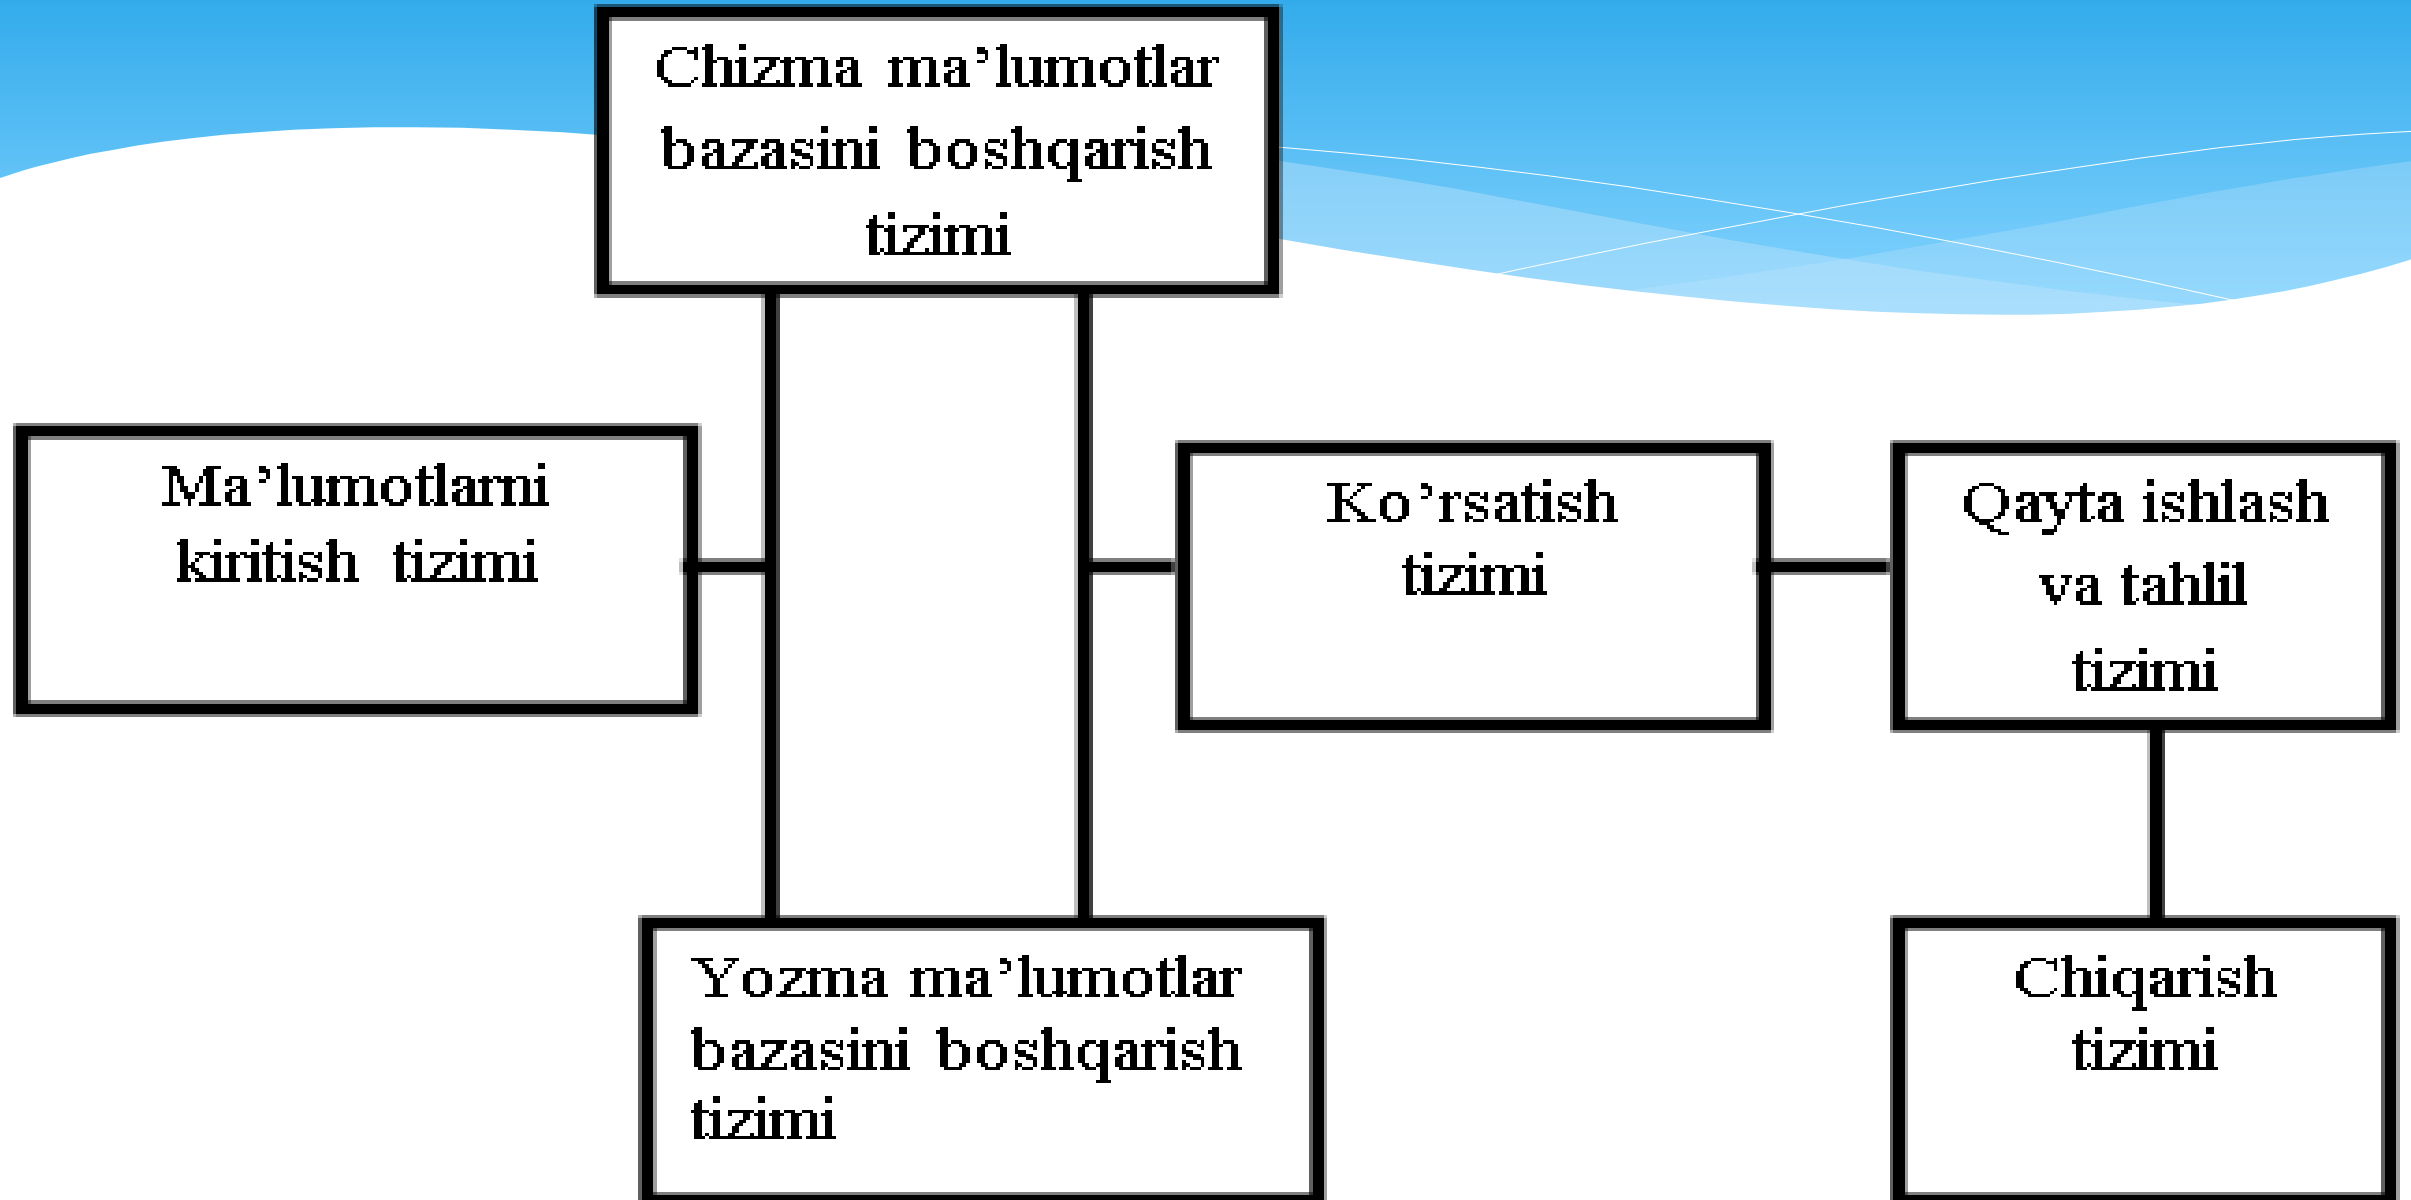 Chizma ma’lumotlar
bazasini boshqarish
tizimi
Ma’lumotlarni
kiritish tizimi
Ko’rsatish
tizimi
Qayta ishlash
va tahlil
tizimi
Yozma ma’lumotlar
bazasini boshqarish
tizimi
Chiqarish
tizimi